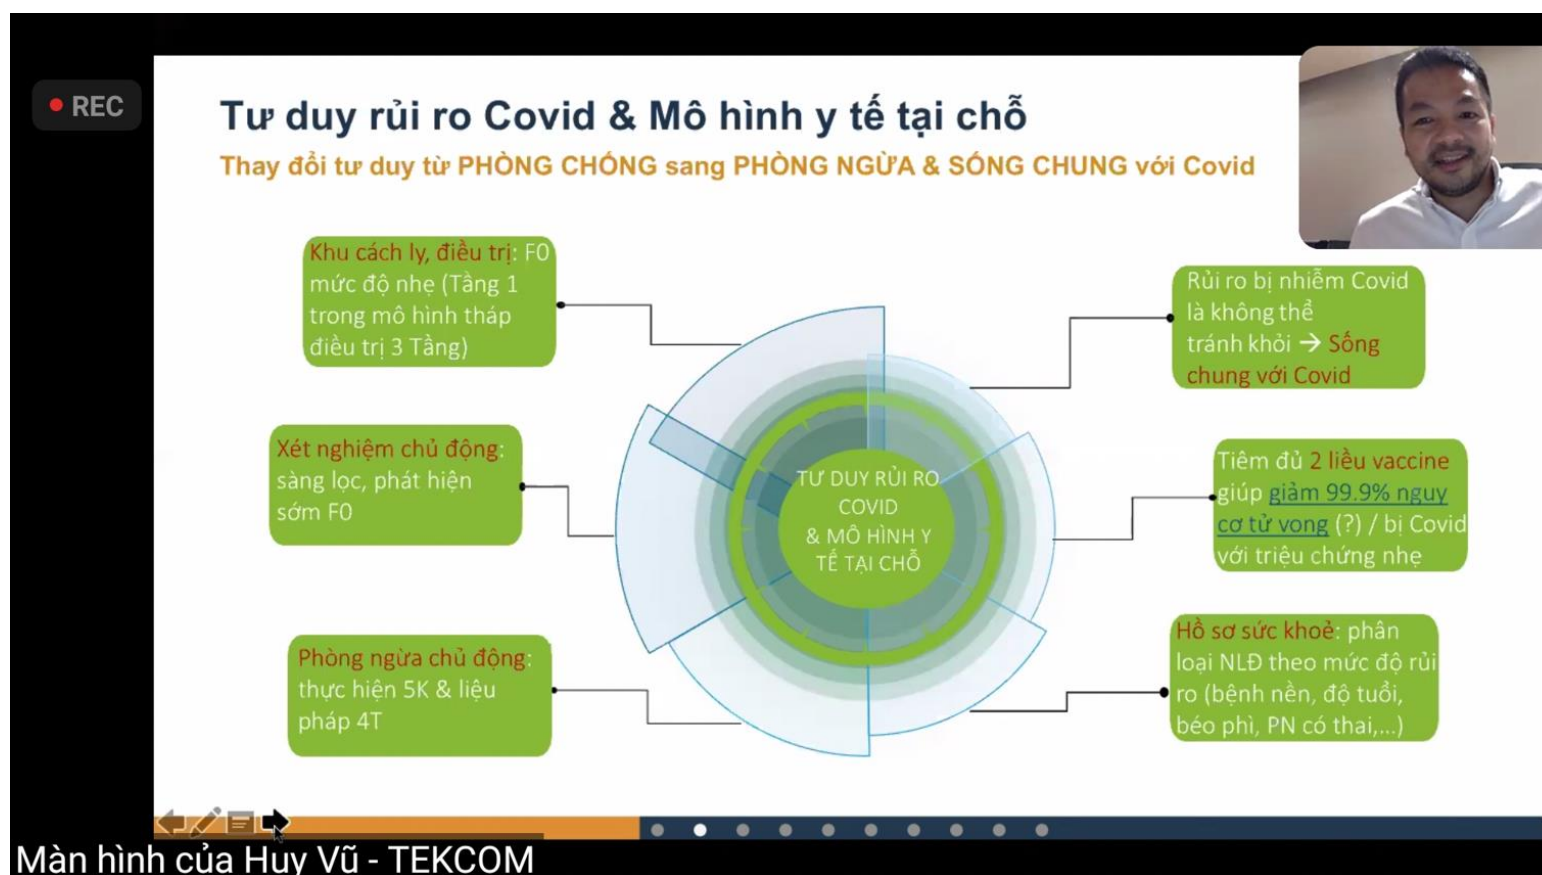 REC
Tư duy rủi ro Covid & Mô hình y tế tại chỗ
Thay đổi tư duy từ PHÒNG CHỐNG sang PHÒNG NGỪA & SỐNG CHUNG với Covid
Khu cách ly, điều trị: F0
mức độ nhẹ (Tầng 1
trong mô hình tháp
điều trị 3 Tầng)
Xét nghiệm chủ động:
sàng lọc, phát hiện
sớm F0
Phòng ngừa chủ động:
thực hiện 5K & liệu
pháp 4T
TƯ DUY RỦI RO
COVID
& MÔ HÌNH Y
TẾ TẠI CHỖ
Rủi ro bị nhiễm Covid
là không thể
tránh khỏi → Sống
chung với Covid
Tiêm đủ 2 liều vaccine
giúp giảm 99.9% nguy
cơ tử vong (?) / bị Covid
với triệu chứng nhẹ
Hồ sơ sức khoẻ: phân
loại NLĐ theo mức độ rủi
ro (bệnh nền, độ tuổi,
béo phì, PN có thai,...)
Màn hình của Huy Vũ - TEKCOM